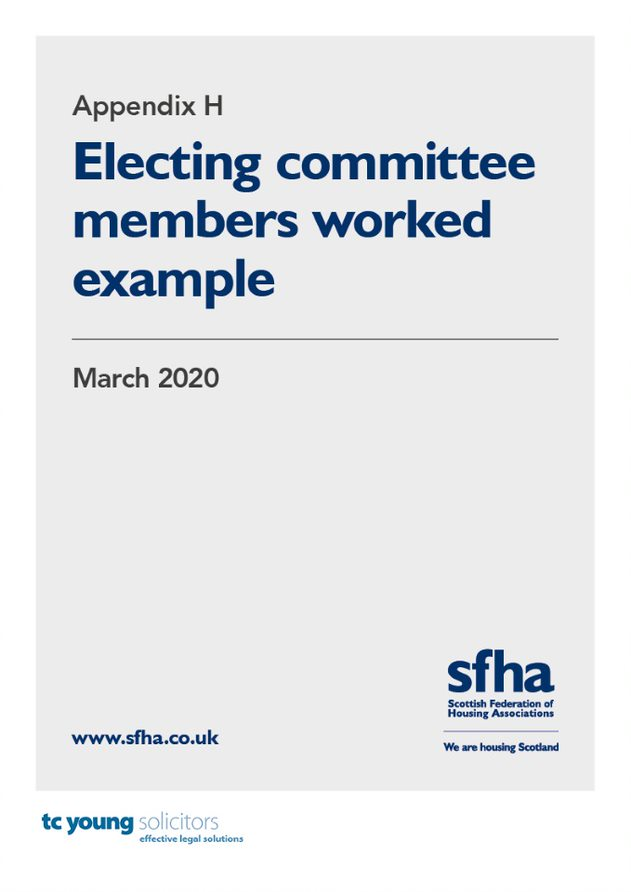 Appendix H
Electing committee
members worked
example
March 2020
sfha
Scottish Federation of
Housing Associations
www.sfha.co.uk
We are housing Scotland
tc young solicitors
effective legal solutions